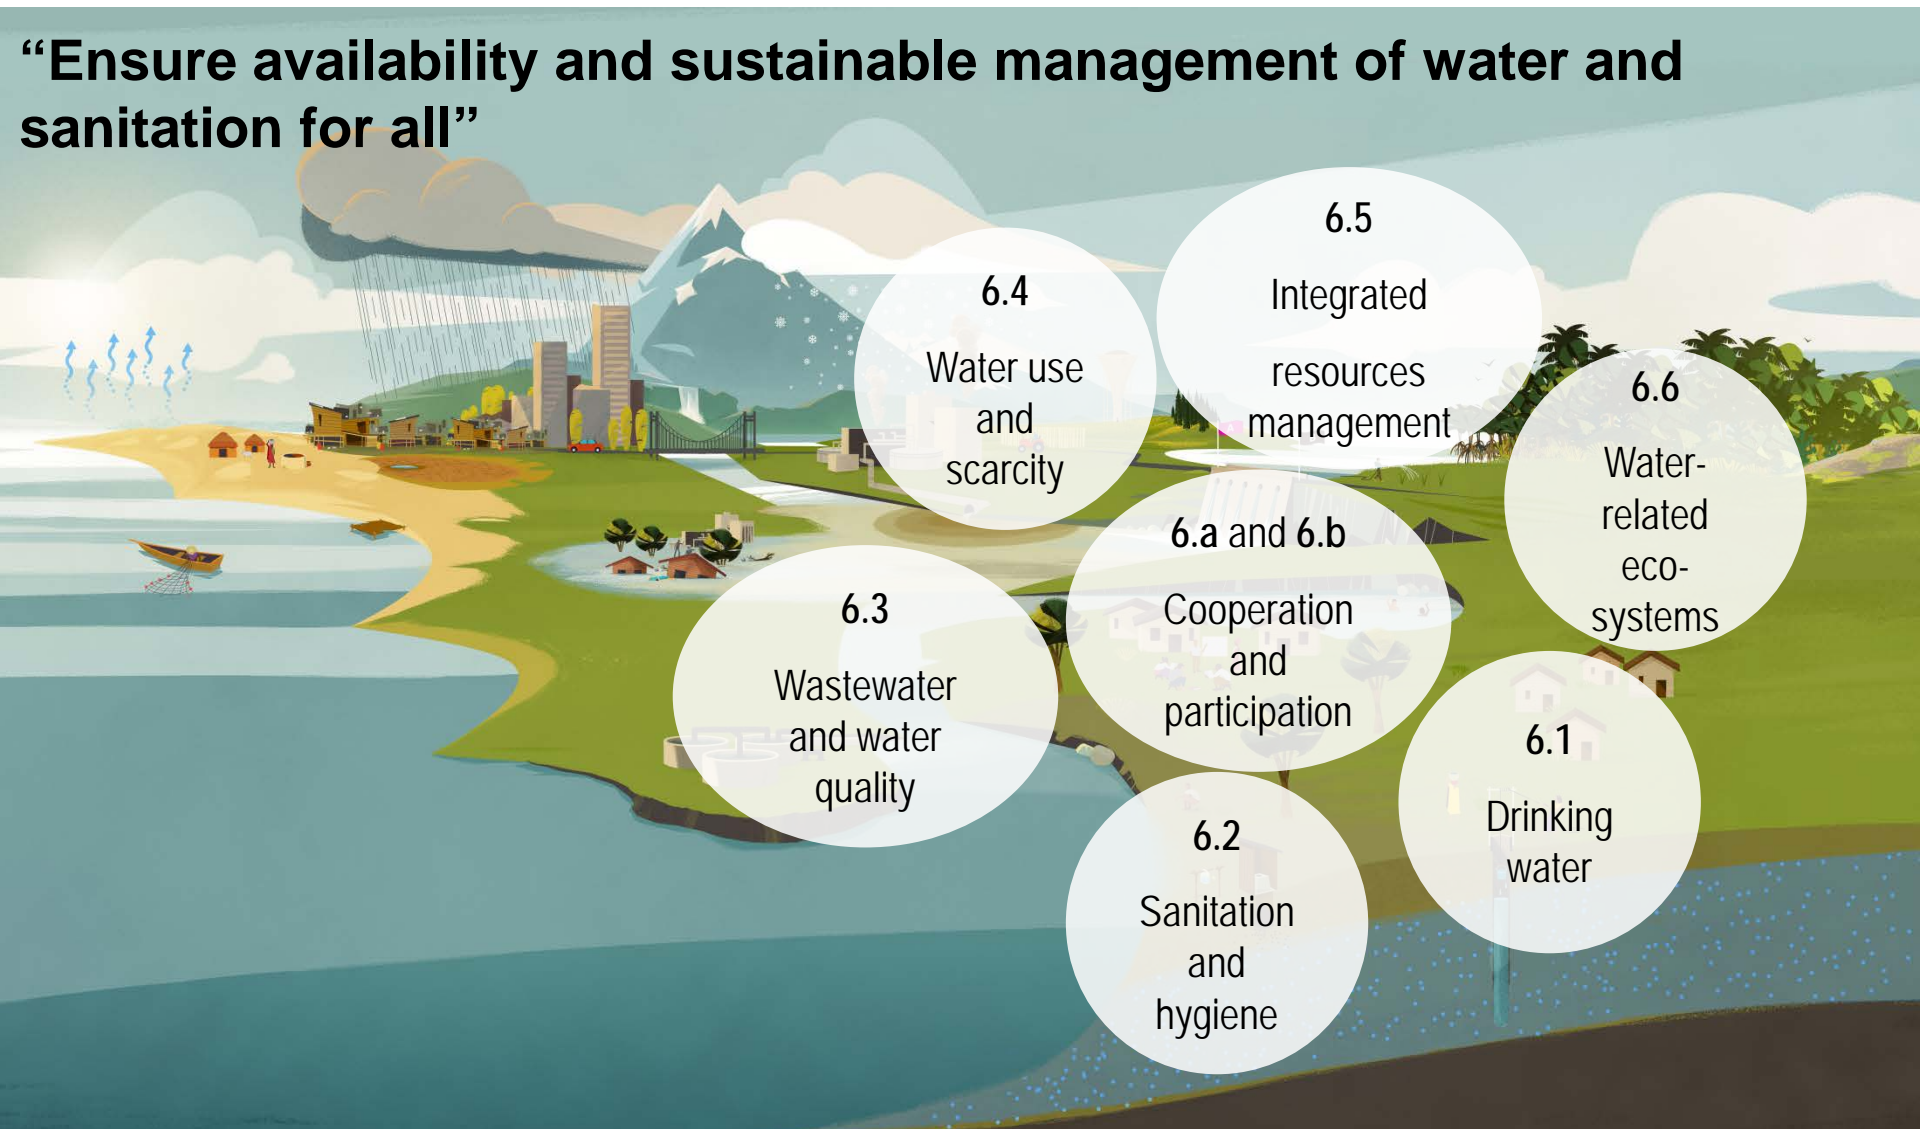 “Ensure availability and sustainable management of water and
sanitation for all”
6.5
Integrated
resources
management
6.4
Water use
and
scarcity
6.6
Water-
related
eco-
systems
6.a and 6.b
Cooperation
and
participation
6.3
Wastewater
and water
quality
6.1
Drinking
water
6.2
Sanitation
and
hygiene